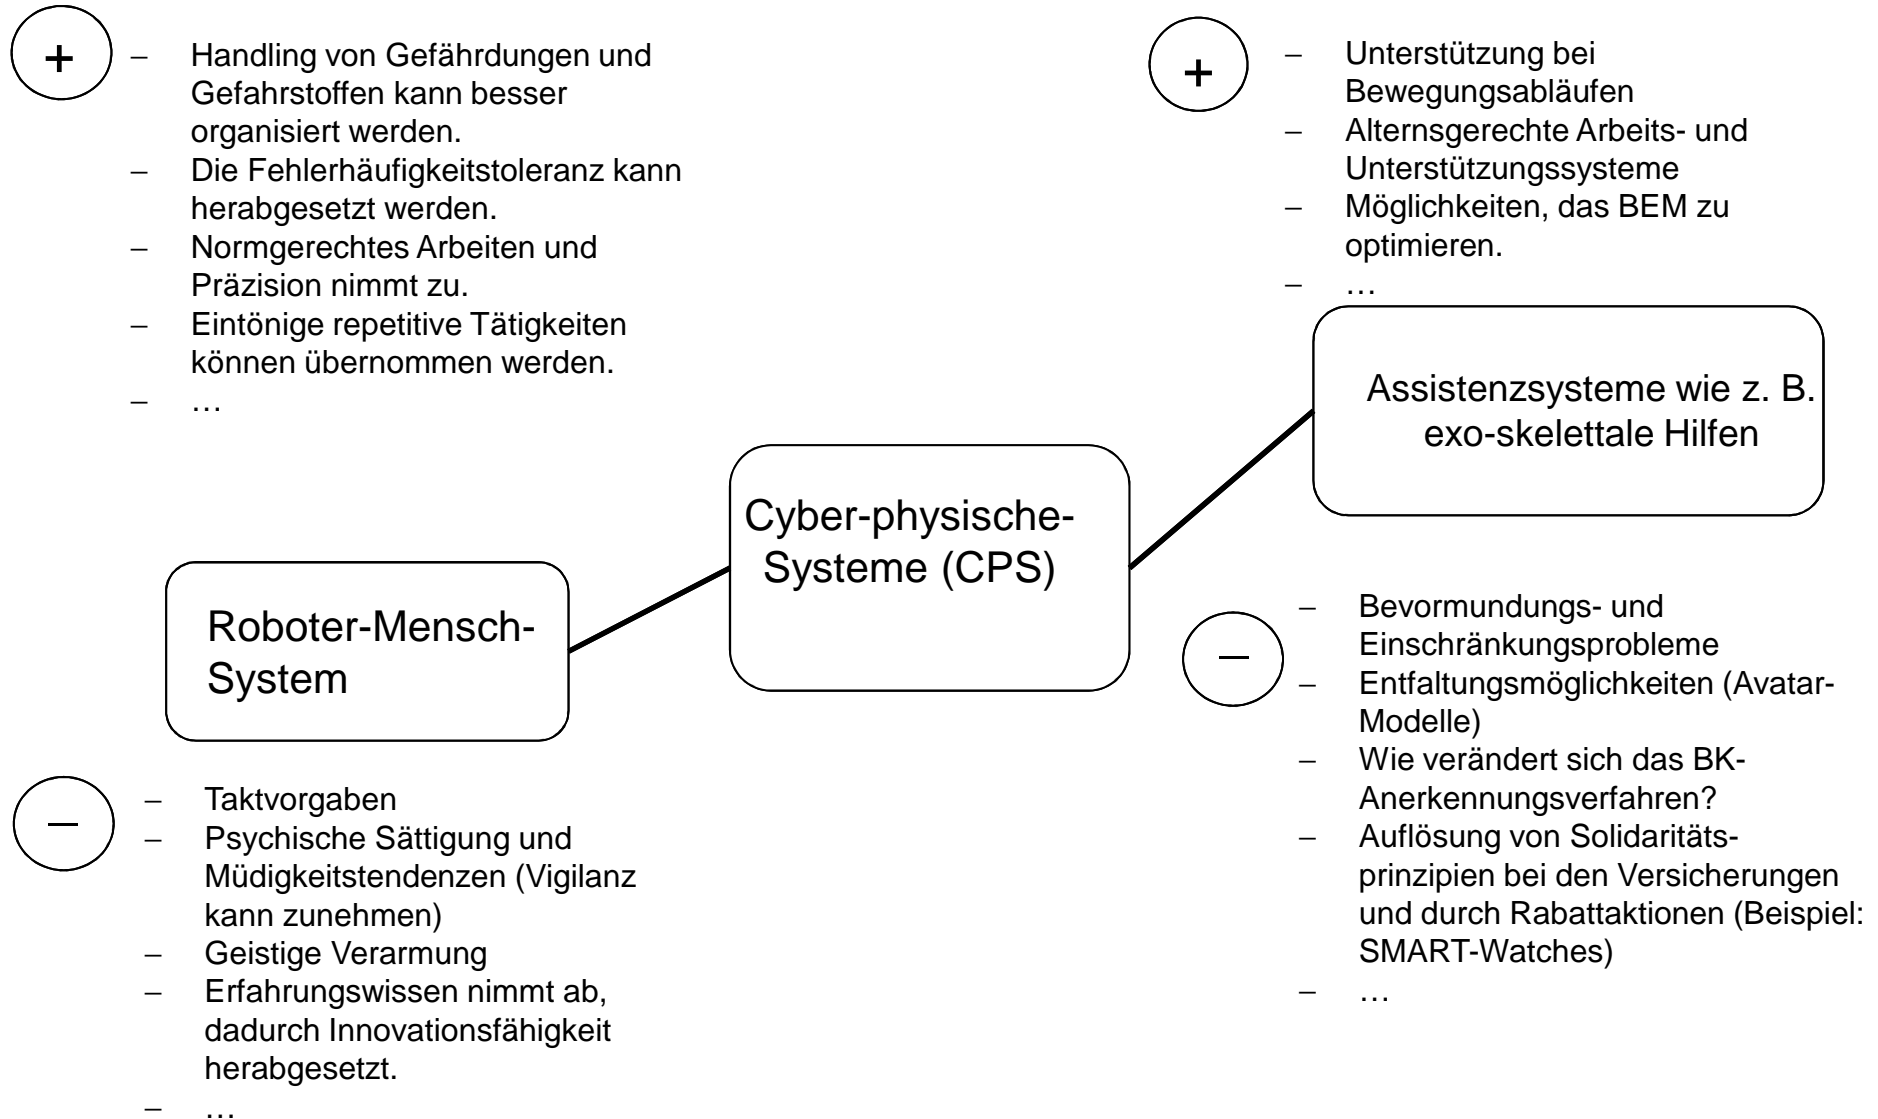 +
– Handling von Gefährdungen und
Gefahrstoffen kann besser
organisiert werden.
– Die Fehlerhäufigkeitstoleranz kann
herabgesetzt werden.
– Normgerechtes Arbeiten und
Präzision nimmt zu.
– Eintönige repetitive Tätigkeiten
können übernommen werden.
– …
+
– Unterstützung bei
Bewegungsabläufen
– Alternsgerechte Arbeits- und
Unterstützungssysteme
– Möglichkeiten, das BEM zu
optimieren.
– …
Assistenzsysteme wie z. B.
exo-skelettale Hilfen
Cyber-physische-
Systeme (CPS)
Roboter-Mensch-
System
–
– Taktvorgaben
– Psychische Sättigung und
Müdigkeitstendenzen (Vigilanz
kann zunehmen)
– Geistige Verarmung
– Erfahrungswissen nimmt ab,
dadurch Innovationsfähigkeit
herabgesetzt.
– …
–
– Bevormundungs- und
Einschränkungsprobleme
– Entfaltungsmöglichkeiten (Avatar-
Modelle)
– Wie verändert sich das BK-
Anerkennungsverfahren?
– Auflösung von Solidaritäts-
prinzipien bei den Versicherungen
und durch Rabattaktionen (Beispiel:
SMART-Watches)
– …